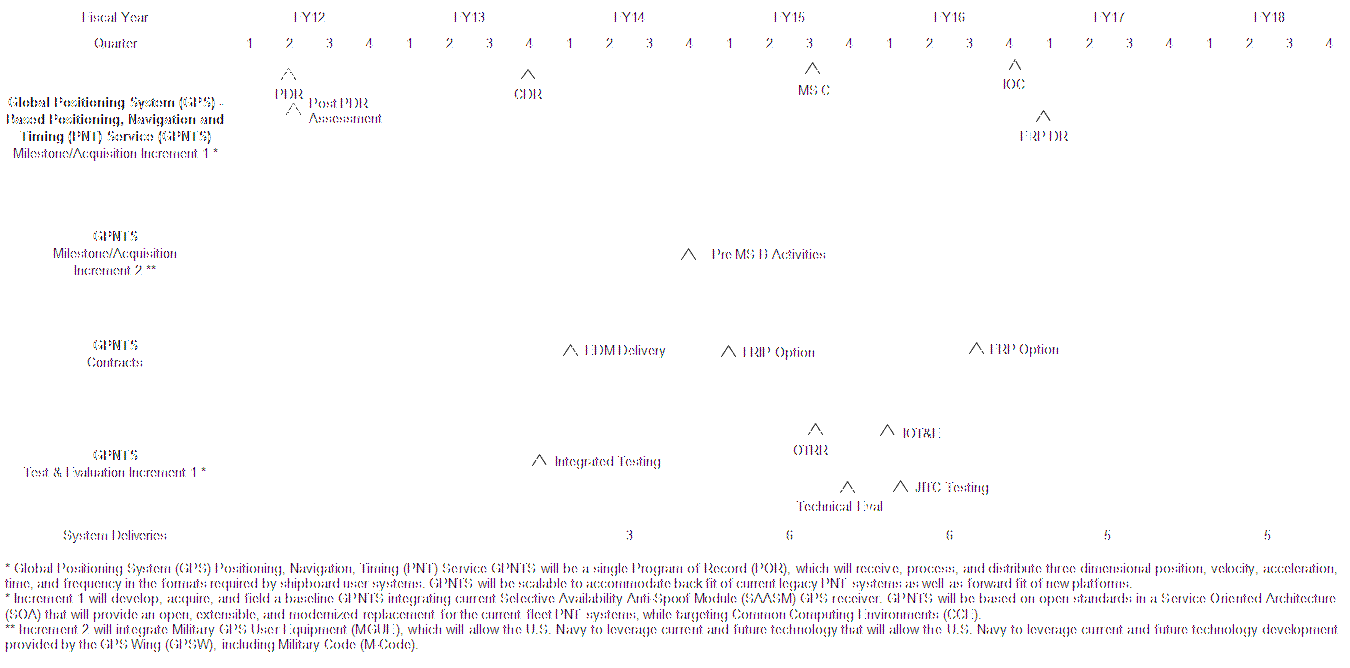 Fiscal Year FY12 FY13 FY14 FY15 FY16 FY17 FY18
Quarter 1 2 3 4 1 2 3 4 1 2 3 4 1 2 3 4 1 2 3 4 1 2 3 4 1 2 3 4
PDR CDR MS C IOC
Global Positioning System (GPS) - Post PDR
Based Positioning, Navigation and Assessment
Timing (PNT) Service (GPNTS) FRP DR
Milestone/Acquisition Increment 1 *
GPNTS
Milestone/Acquisition Pre MS B Activities
Increment 2 **
GPNTS EDM Delivery LRIP Option FRP Option
Contracts
IOT&E
GPNTS OTRR
Test & Evaluation Increment 1 * Integrated Testing
JITC Testing
Technical Eval
System Deliveries 3 6 6 5 5
* Global Positioning System (GPS) Positioning, Navigation, Timing (PNT) Service GPNTS will be a single Program of Record (POR), which will receive, process, and distribute three dimensional position, velocity, acceleration,
time, and frequency in the formats required by shipboard user systems. GPNTS will be scalable to accommodate back fit of current legacy PNT systems as well as forward fit of new platforms.
* Increment 1 will develop, acquire, and field a baseline GPNTS integrating current Selective Availability Anti-Spoof Module (SAASM) GPS receiver. GPNTS will be based on open standards in a Service Oriented Architecture
(SOA) that will provide an open, extensible, and modernized replacement for the current fleet PNT systems, while targeting Common Computing Environments (CCE).
** Increment 2 will integrate Military GPS User Equipment (MGUE), which will allow the U.S. Navy to leverage current and future technology that will allow the U.S. Navy to leverage current and future technology development
provided by the GPS Wing (GPSW), including Military Code (M-Code).